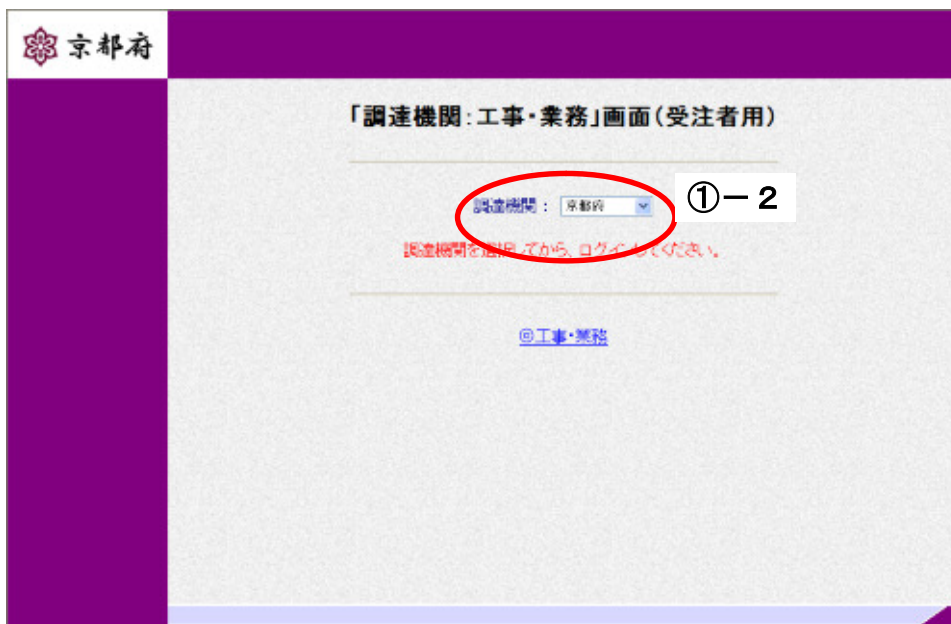 京都府
「調達機関:工事・業務」画面(受注者用)
調達機関: 京都府
①-2
調達機関を選択してから、ログインしてください。
◎工事・業務